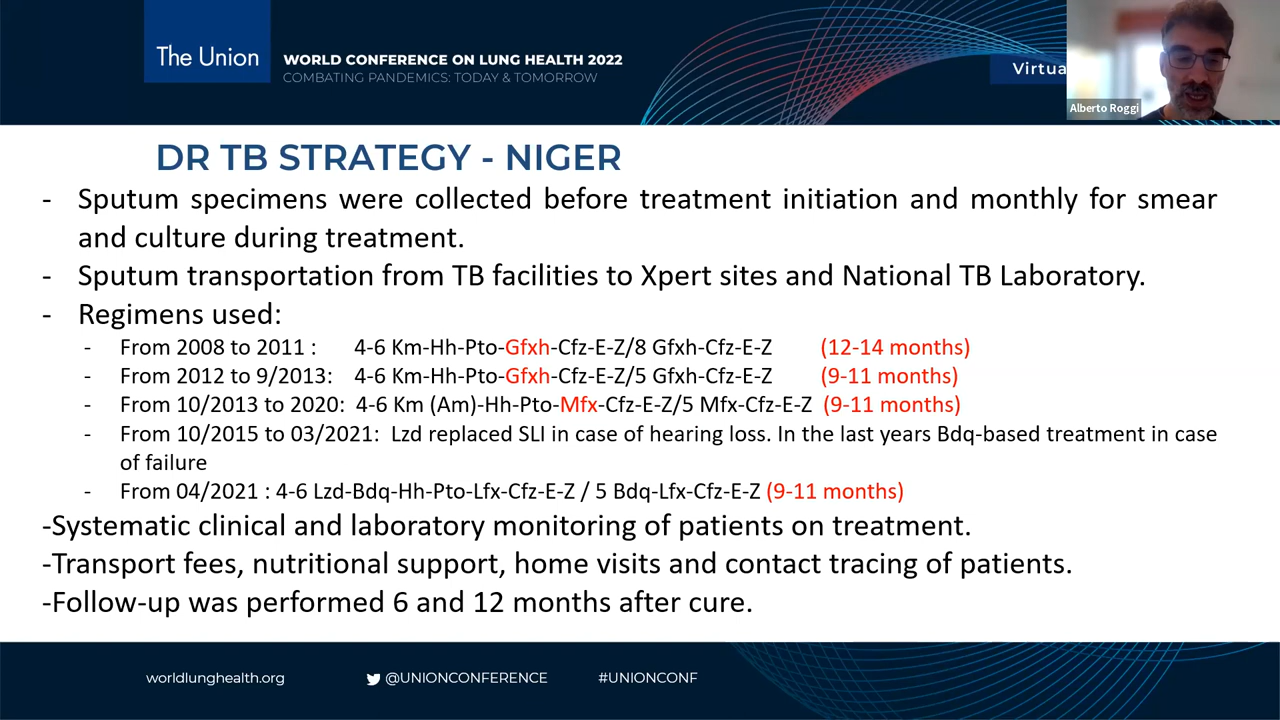 The Union
WORLD CONFERENCE ON LUNG HEALTH 2022
COMBATING PANDEMICS: TODAY & TOMORROW
Virtua
Alberto Roggi
DR TB STRATEGY - NIGER
- Sputum specimens were collected before treatment initiation and monthly for smear
and culture during treatment.
- Sputum transportation from TB facilities to Xpert sites and National TB Laboratory.
- Regimens used:
- From 2008 to 2011 : 4-6 Km-Hh-Pto-Gfxh-Cfz-E-Z/8 Gfxh-Cfz-E-Z (12-14 months)
- From 2012 to 9/2013: 4-6 Km-Hh-Pto-Gfxh-Cfz-E-Z/5 Gfxh-Cfz-E-Z (9-11 months)
- From 10/2013 to 2020: 4-6 Km (Am)-Hh-Pto-Mfx-Cfz-E-Z/5 Mfx-Cfz-E-Z (9-11 months)
- From 10/2015 to 03/2021: Lzd replaced SLI in case of hearing loss. In the last years Bdq-based treatment in case
of failure
- From 04/2021 : 4-6 Lzd-Bdq-Hh-Pto-Lfx-Cfz-E-Z / 5 Bdq-Lfx-Cfz-E-Z (9-11 months)
-Systematic clinical and laboratory monitoring of patients on treatment.
-Transport fees, nutritional support, home visits and contact tracing of patients.
-Follow-up was performed 6 and 12 months after cure.
worldlunghealth.org @UNIONCONFERENCE #UNIONCONF